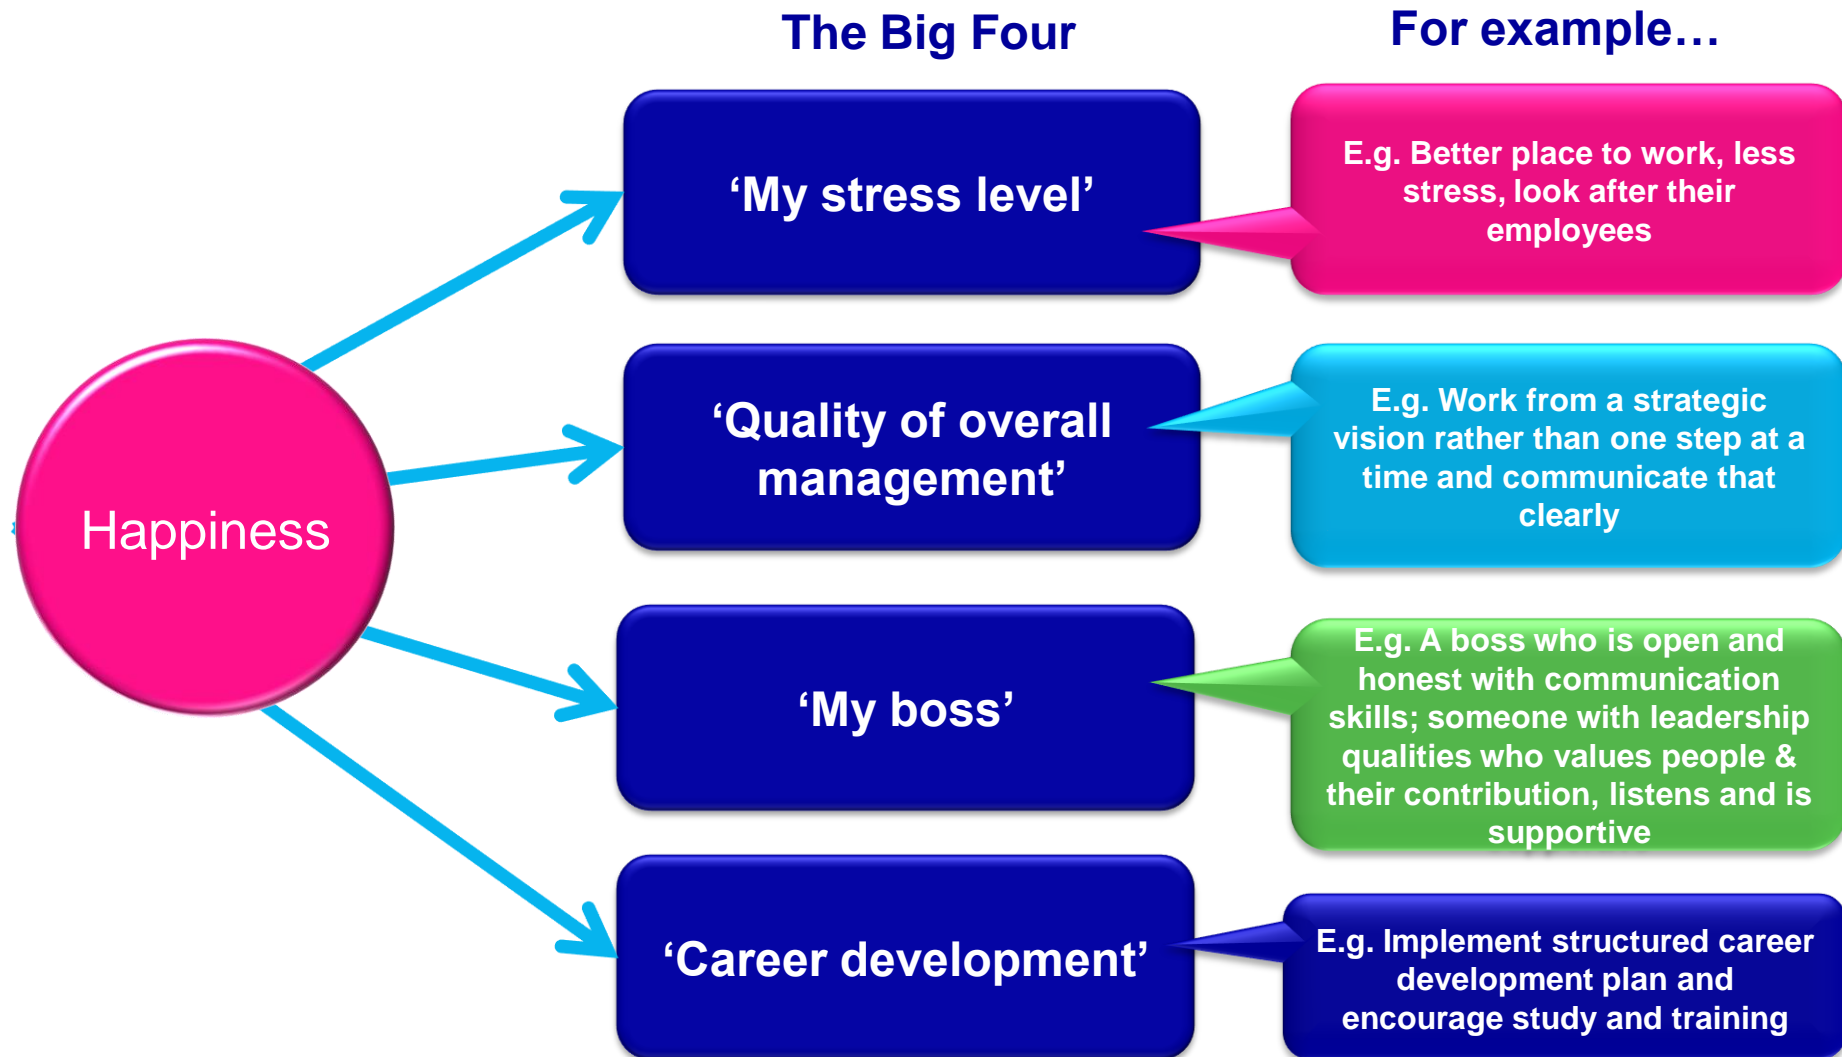 The Big Four
For example…
‘My stress level’
E.g. Better place to work, less
stress, look after their
employees
Happiness
‘Quality of overall
management’
E.g. Work from a strategic
vision rather than one step at a
time and communicate that
clearly
‘My boss’
E.g. A boss who is open and
honest with communication
skills; someone with leadership
qualities who values people &
their contribution, listens and is
supportive
‘Career development’
E.g. Implement structured career
development plan and
encourage study and training